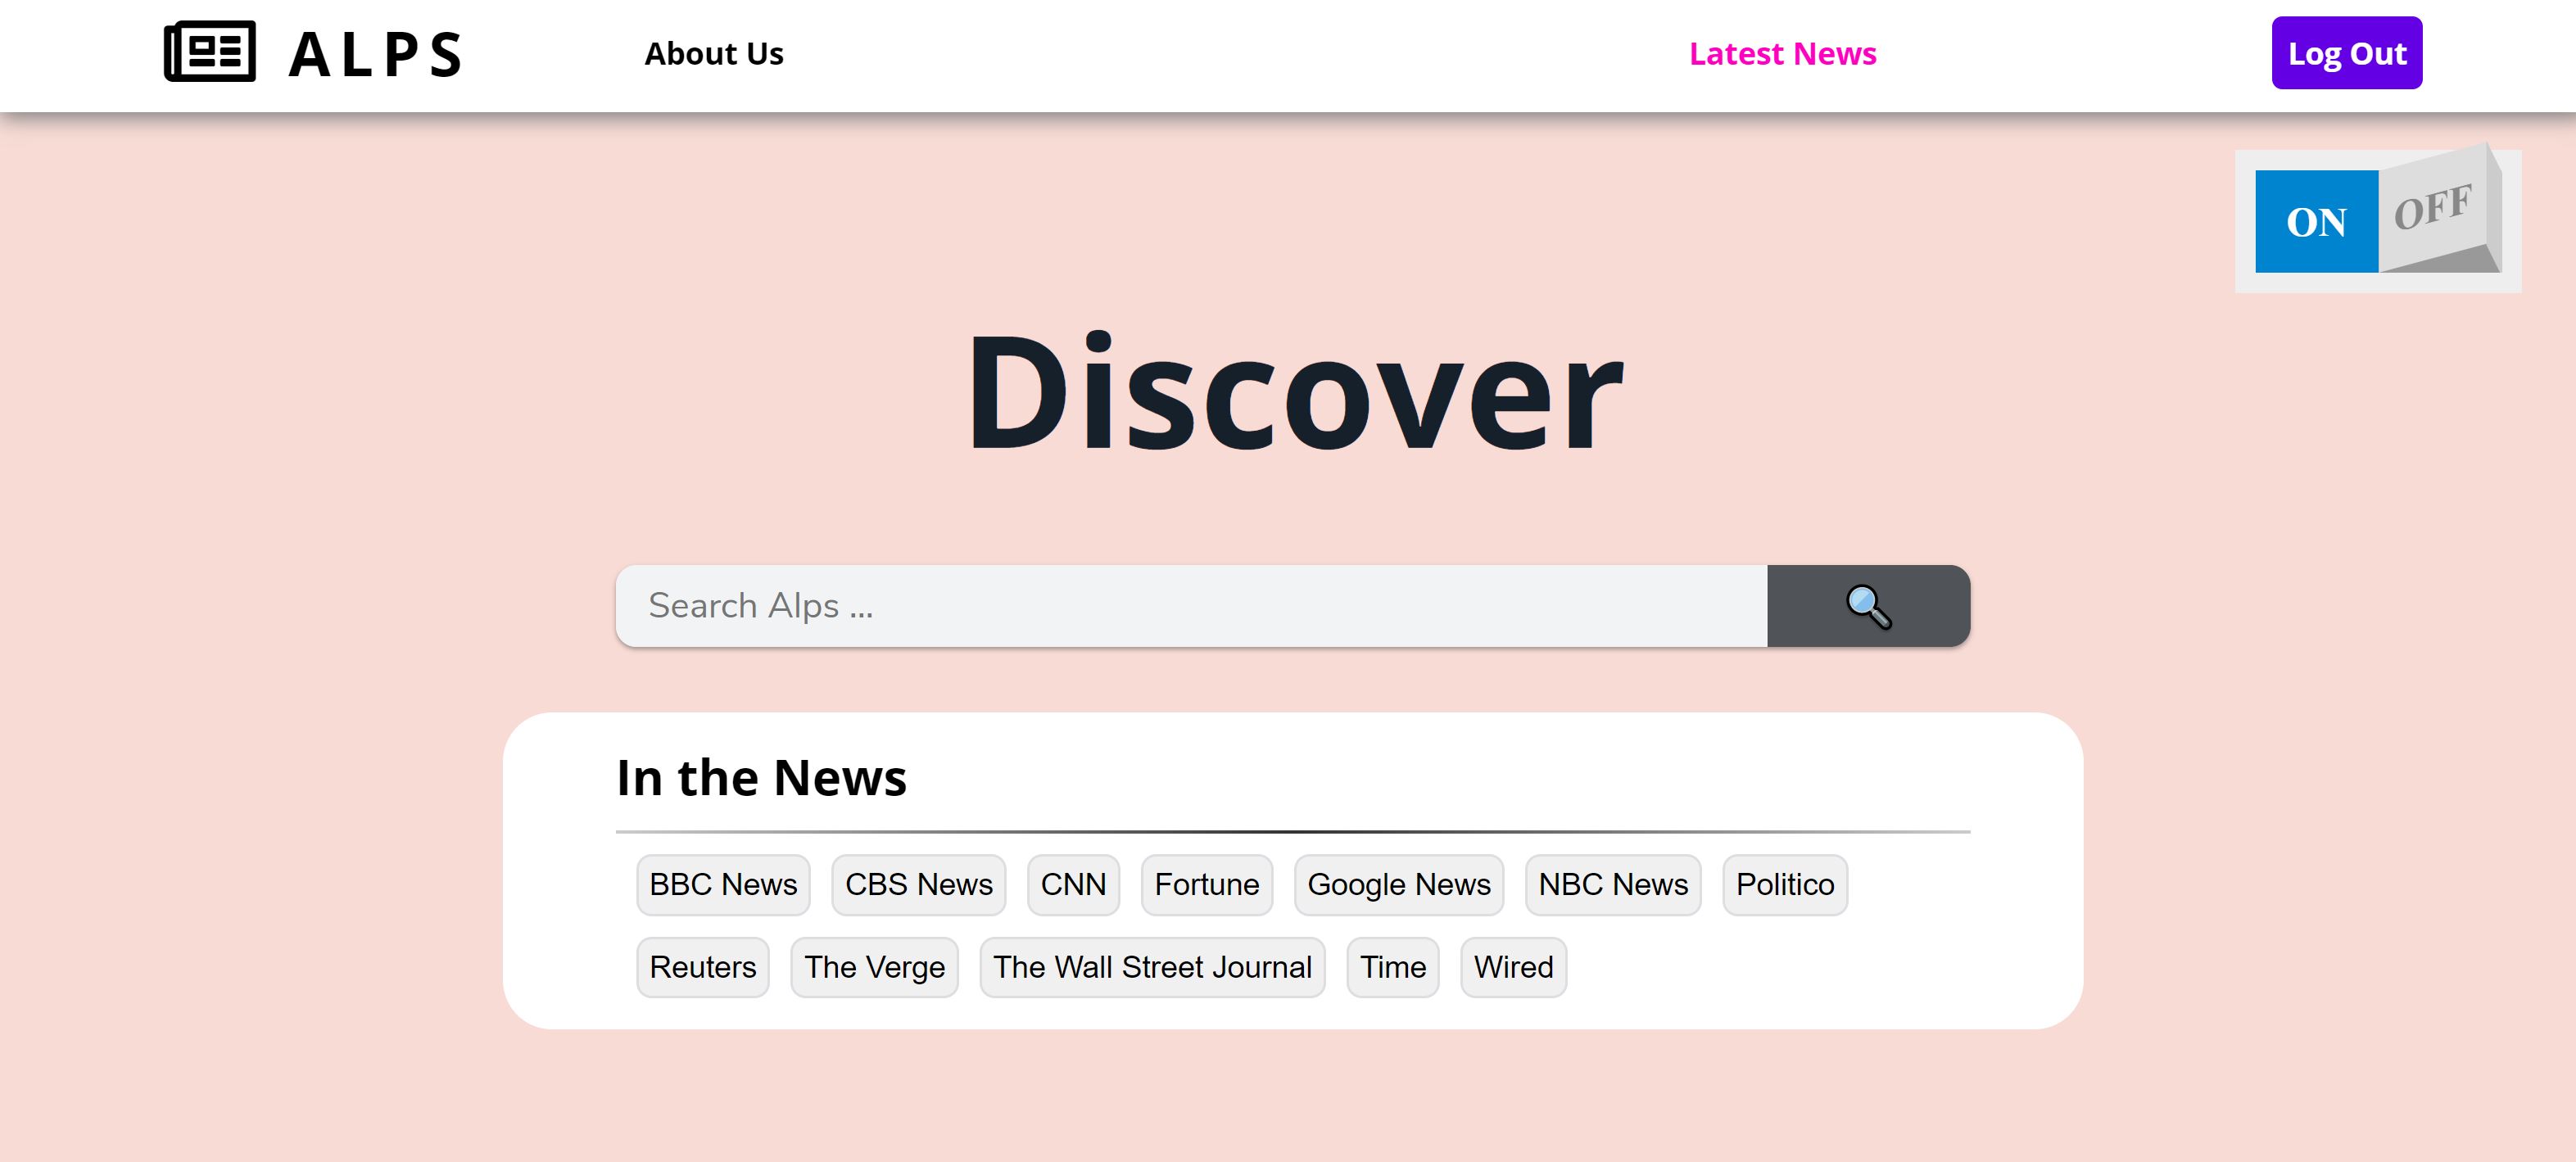 ALPS About Us Latest News Log Out
ON OFF
Discover
Search Alps ...
In the News
BBC News CBS News CNN Fortune Google News NBC News Politico
Reuters The Verge The Wall Street Journal Time Wired